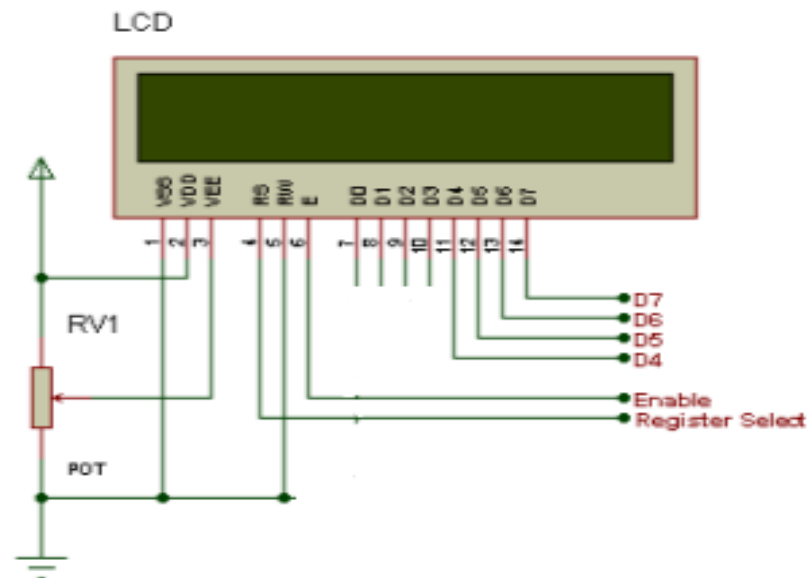 LCD
VSS VDD VEE RS RW E D0 D1 D2 D3 D4 D5 D6 D7
1 2 3 4 5 6 7 8 9 10 11 12 13 14
D7
D6
RV1
D5
D4
Enable
Register Select
POT